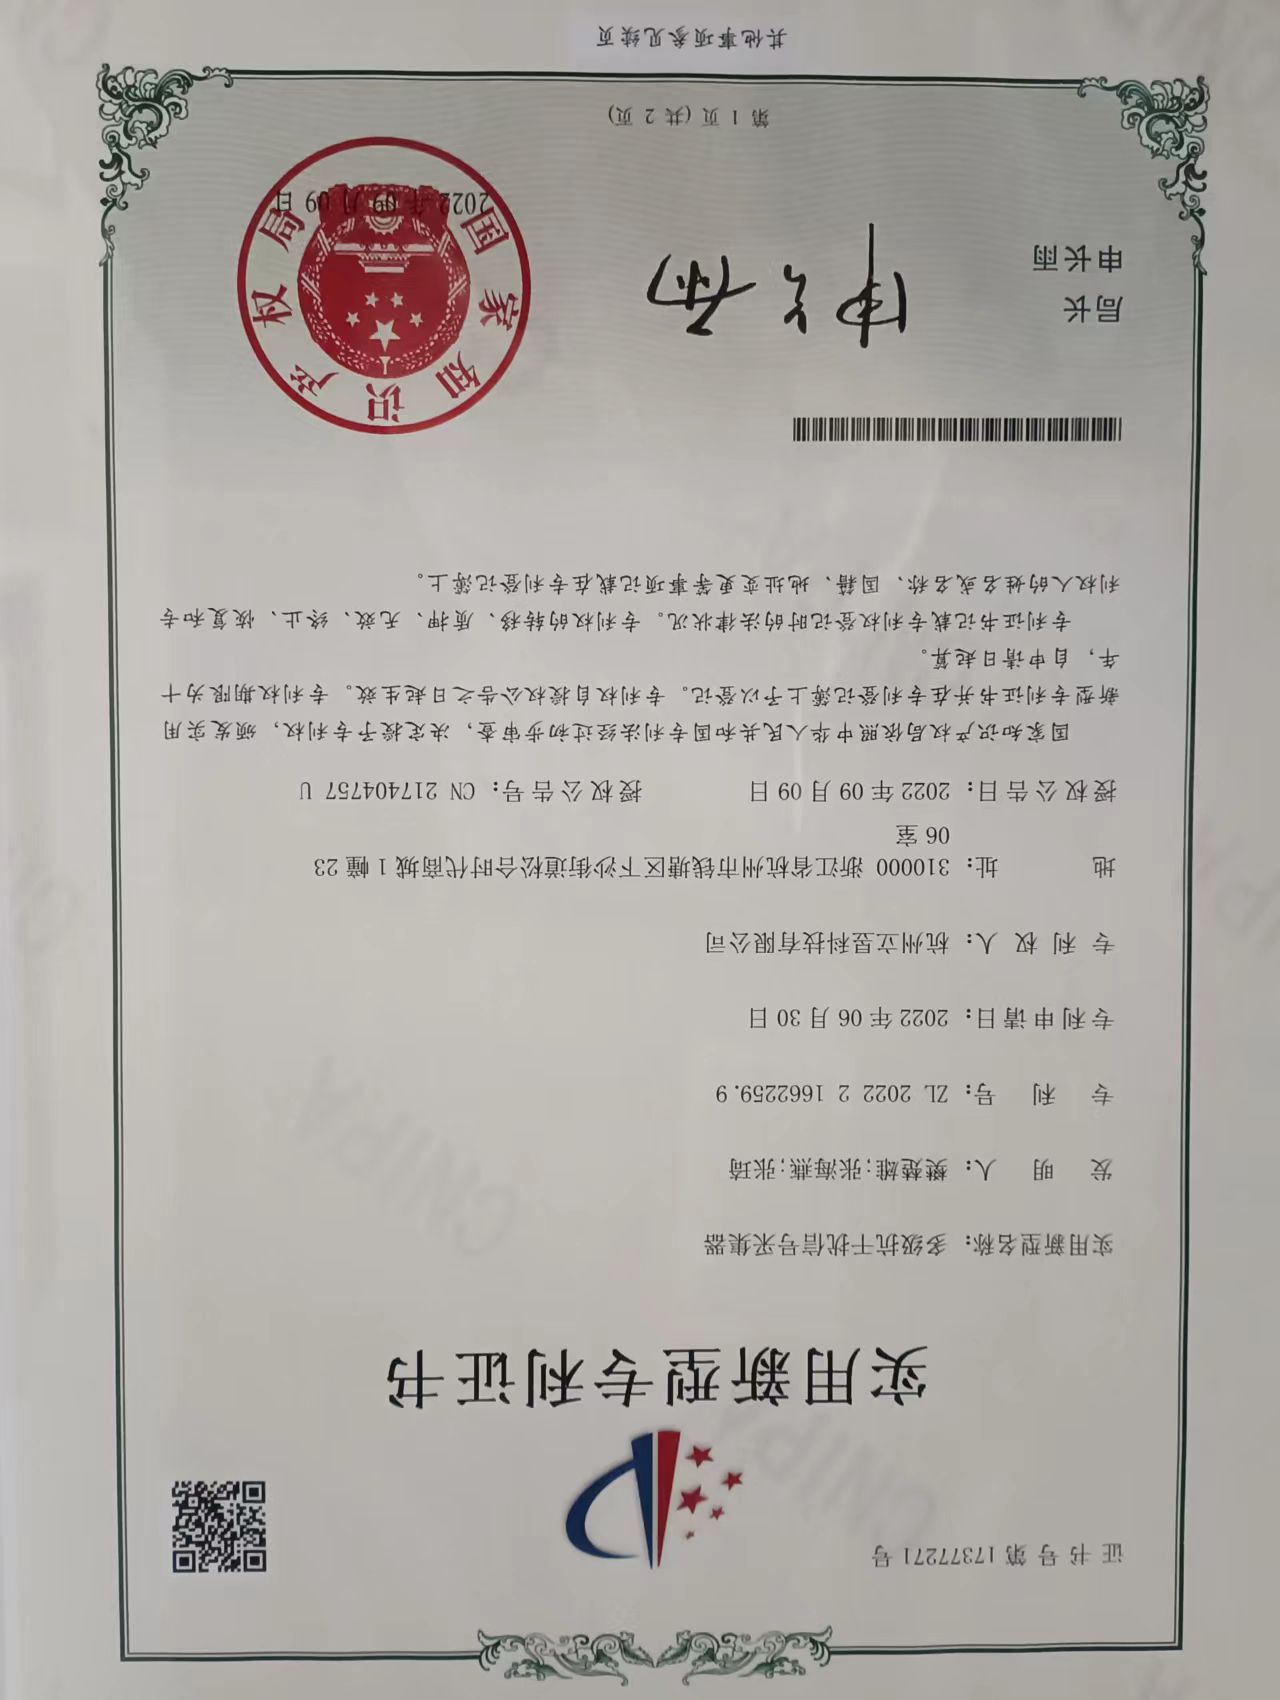 证书号第17377271号
实用新型专利证书
实用新型名称：多级抗干扰信号采集器
发明人：樊楚雄;张海燕;张琦
专利号：ZL 2022 2 1662259.9
专利申请日：2022年06月30日
专利权人：杭州立昱科技有限公司
地址：310000 浙江省杭州市钱塘区下沙街道松合时代商城1幢23
06室
授权公告日：2022年09月09日 授权公告号：CN 217404757 U
国家知识产权局依照中华人民共和国专利法经过初步审查，决定授予专利权，颁发实用
新型专利证书并在专利登记簿上予以登记。专利权自授权公告之日起生效。专利权期限为十
年，自申请日起算。
专利证书记载专利权登记时的法律状况。专利权的转移、质押、无效、终止、恢复和专
利权人的姓名或名称、国籍、地址变更等事项记载在专利登记簿上。
局长
申长雨
申长雨
国家知识产权局
2022年09月09日
第 1 页 (共 2 页)
其他事项参见续页
CNIPA
CNIPA